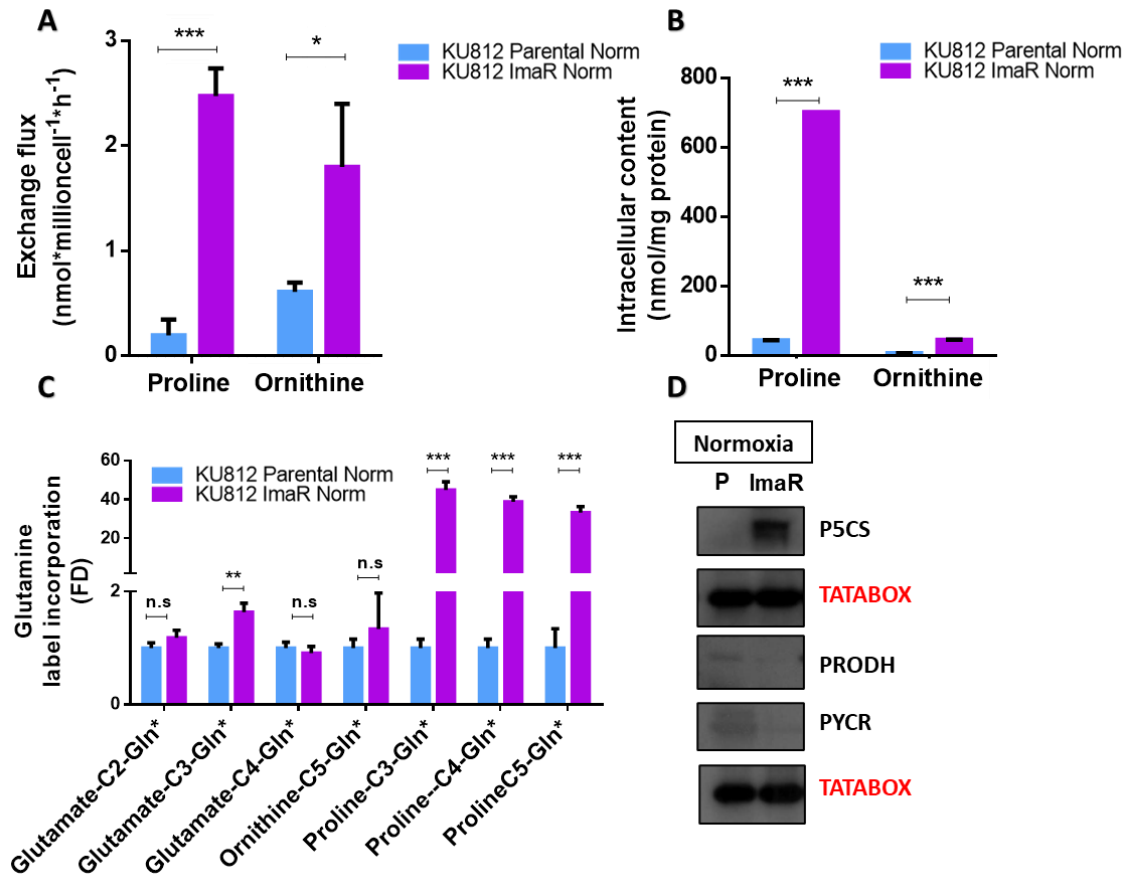 A
Exchange flux
(nmol*millioncell-1*h-1)
3
2
1
0
***
*
KU812 Parental Norm
KU812 ImaR Norm
Proline
Ornithine
B
Intracellular content
(nmol/mg protein)
800
600
400
200
0
***
***
KU812 Parental Norm
KU812 ImaR Norm
Proline
Ornithine
C
Glutamine
label incorporation
(FD)
60
40
20
2
1
0
KU812 Parental Norm
KU812 ImaR Norm
n.s
**
n.s
n.s
***
***
***
Glutamate-C2-Gln*
Glutamate-C3-Gln*
Glutamate-C4-Gln*
Ornithine-C5-Gln*
Proline-C3-Gln*
Proline--C4-Gln*
ProlineC5-Gln*
D
Normoxia
P ImaR
P5CS
TATABOX
PRODH
PYCR
TATABOX